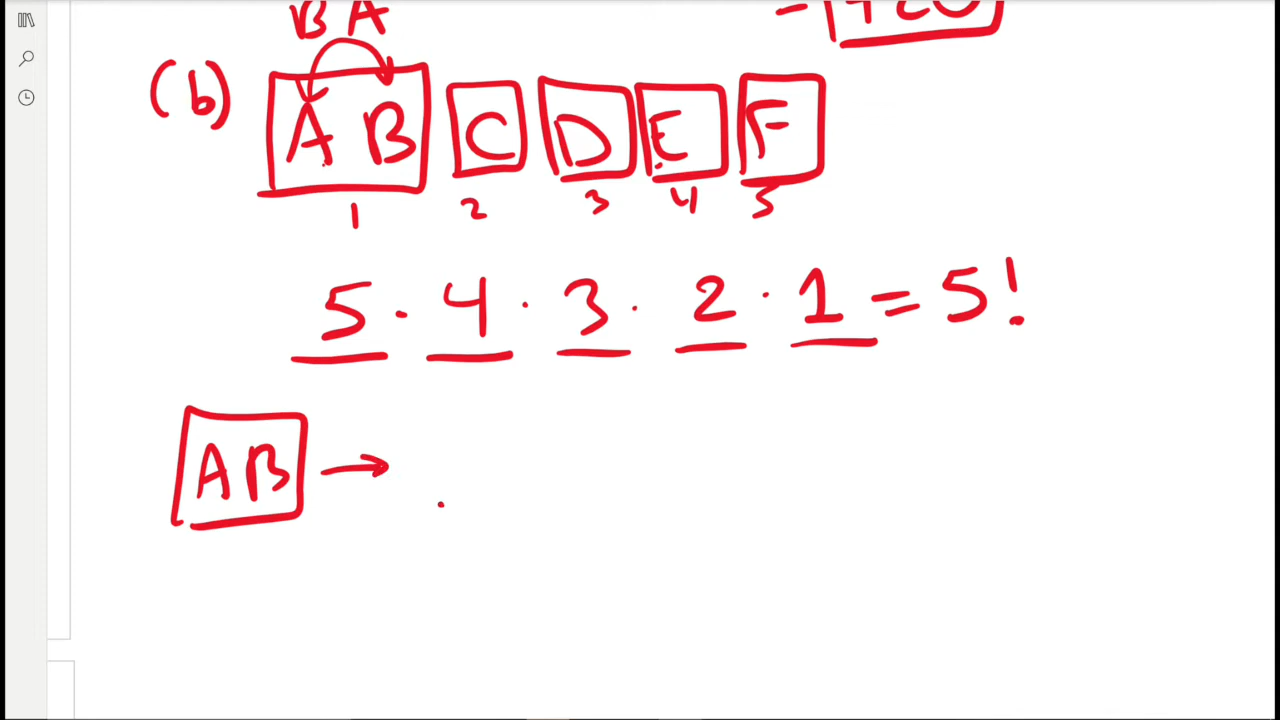 B A
(b) A B C D E F
1 2 3 4 5
5 · 4 · 3 · 2 · 1 = 5!
AB →